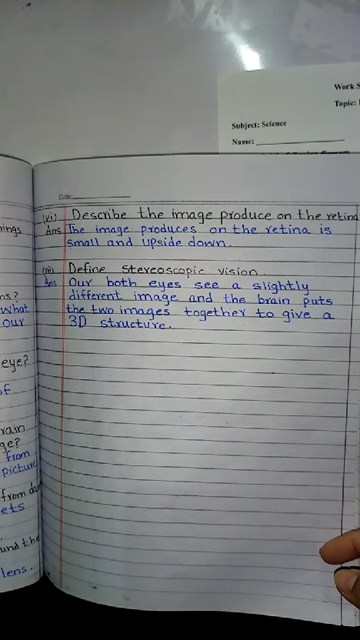 Work S
Topic:
Subject: Science
Name:
Date:
(vi) Describe the image produce on the retina
Ans The image produces on the retina is
small and upside down.
(vii) Define stereoscopic vision
Ans Our both eyes see a slightly
different image and the brain puts
the two images together to give a
3D structure.
ings
ns?
what
our
eye?
of
rain
ge?
from
picture
from da
ets
und the
lens.